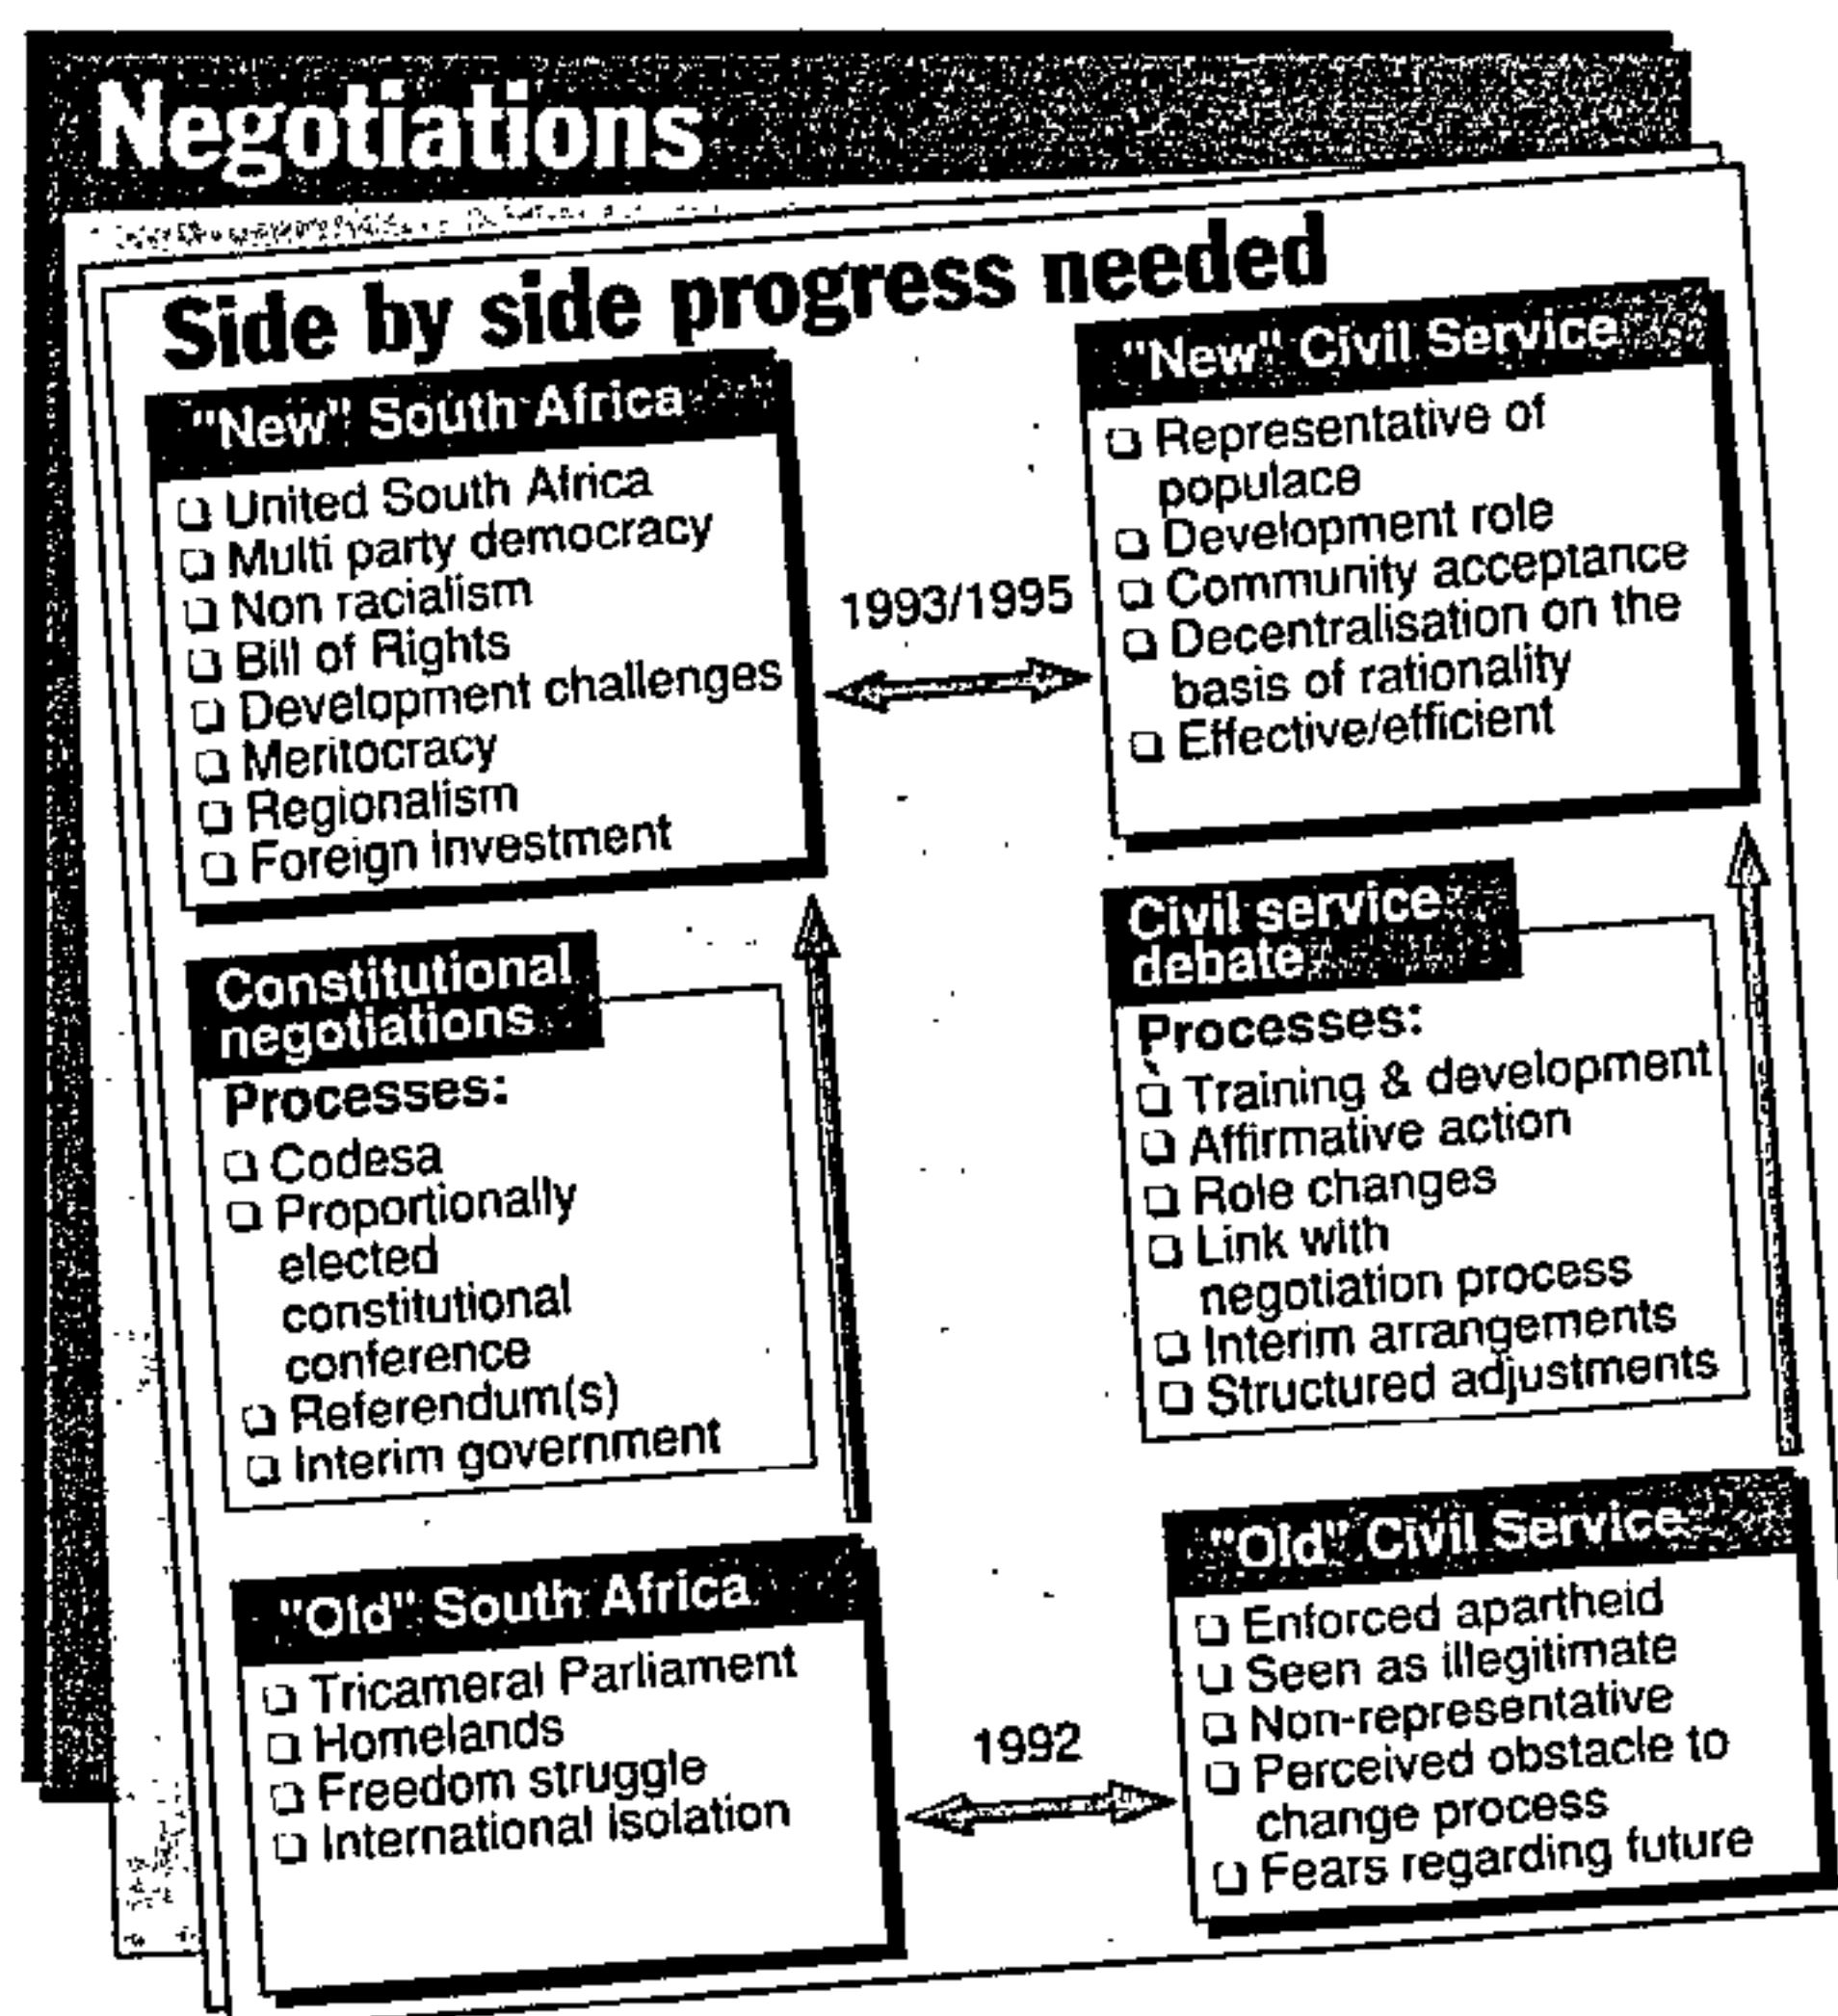 Negotiations
Side by side progress needed
"New" South Africa
❏ United South Africa
❏ Multi party democracy
❏ Non racialism
❏ Bill of Rights
❏ Development challenges
❏ Meritocracy
❏ Regionalism
❏ Foreign investment
1993/1995
"New" Civil Service
❏ Representative of
populace
❏ Development role
❏ Community acceptance
❏ Decentralisation on the
basis of rationality
❏ Effective/efficient
Constitutional
negotiations
Processes:
❏ Codesa
❏ Proportionally
elected
constitutional
conference
❏ Referendum(s)
❏ Interim government
Civil service
debate
Processes:
❏ Training & development
❏ Affirmative action
❏ Role changes
❏ Link with
negotiation process
❏ Interim arrangements
❏ Structured adjustments
"Old" South Africa
❏ Tricameral Parliament
❏ Homelands
❏ Freedom struggle
❏ International isolation
1992
"Old" Civil Service
❏ Enforced apartheid
❏ Seen as illegitimate
❏ Non-representative
❏ Perceived obstacle to
change process
❏ Fears regarding future